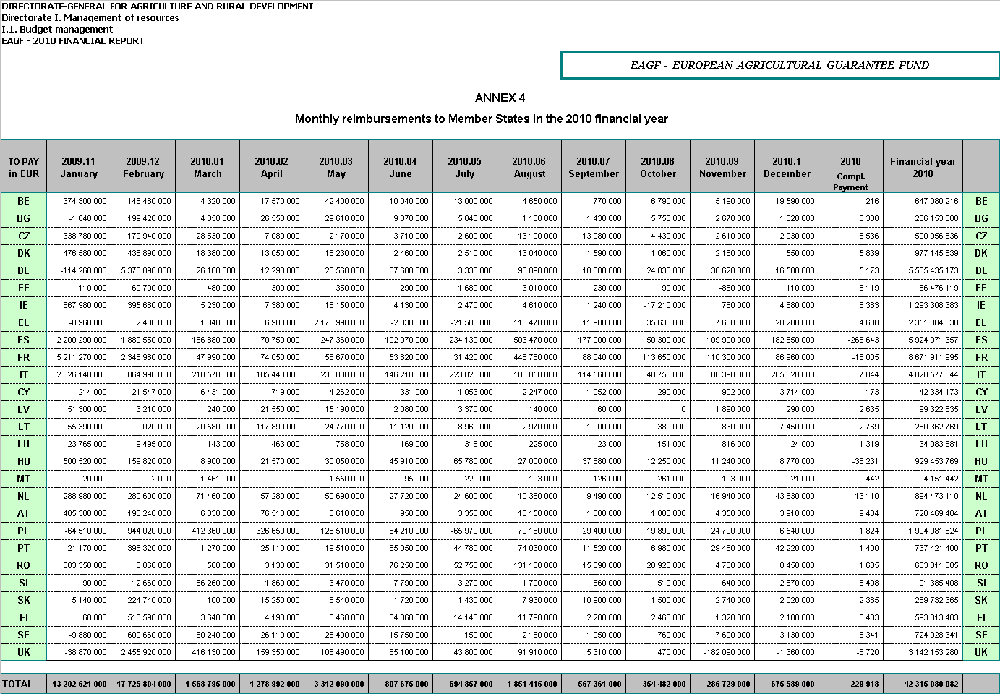 DIRECTORATE-GENERAL FOR AGRICULTURE AND RURAL DEVELOPMENT
Directorate I. Management of resources
I.1. Budget management
EAGF - 2010 FINANCIAL REPORT
EAGF - EUROPEAN AGRICULTURAL GUARANTEE FUND
ANNEX 4
Monthly reimbursements to Member States in the 2010 financial year
TO PAY in EUR 2009.11 January 2009.12 February 2010.01 March 2010.02 April 2010.03 May 2010.04 June 2010.05 July 2010.06 August 2010.07 September 2010.08 October 2010.09 November 2010.1 December 2010 Compl. Payment Financial year 2010
BE 374 300 000 148 460 000 4 320 000 17 570 000 42 400 000 10 040 000 13 000 000 4 650 000 770 000 6 790 000 5 190 000 19 590 000 216 647 080 216 BE
BG -1 040 000 199 420 000 4 350 000 26 550 000 29 610 000 9 370 000 5 040 000 1 180 000 1 430 000 5 750 000 2 670 000 1 820 000 3 300 286 153 300 BG
CZ 338 780 000 170 940 000 28 530 000 7 080 000 2 170 000 3 710 000 2 600 000 13 190 000 13 980 000 4 430 000 2 610 000 2 930 000 6 536 590 956 536 CZ
DK 476 580 000 436 890 000 18 380 000 13 050 000 18 230 000 2 460 000 -2 510 000 13 040 000 1 590 000 1 060 000 -2 180 000 550 000 5 839 977 145 839 DK
DE -114 260 000 5 376 890 000 26 180 000 12 290 000 28 560 000 37 600 000 3 330 000 98 890 000 18 800 000 24 030 000 36 620 000 16 500 000 5 173 5 565 435 173 DE
EE 110 000 60 700 000 480 000 300 000 350 000 290 000 1 680 000 3 010 000 230 000 90 000 -880 000 110 000 6 119 66 476 119 EE
IE 867 980 000 395 680 000 5 230 000 7 380 000 16 150 000 4 130 000 2 470 000 4 610 000 1 240 000 -17 210 000 760 000 4 880 000 8 383 1 293 308 383 IE
EL -8 960 000 2 400 000 1 340 000 6 900 000 2 178 990 000 -2 030 000 -21 500 000 118 470 000 11 980 000 35 630 000 7 660 000 20 200 000 4 630 2 351 084 630 EL
ES 2 200 290 000 1 889 550 000 156 880 000 70 750 000 247 360 000 102 970 000 234 130 000 503 470 000 177 000 000 50 300 000 109 990 000 182 550 000 -268 643 5 924 971 357 ES
FR 5 211 270 000 2 346 980 000 47 990 000 74 050 000 58 670 000 53 820 000 31 420 000 448 780 000 88 040 000 113 650 000 110 300 000 86 960 000 -18 005 8 671 911 995 FR
IT 2 326 140 000 864 990 000 218 570 000 185 440 000 230 830 000 146 210 000 223 820 000 183 050 000 114 560 000 40 750 000 88 390 000 205 820 000 7 844 4 828 577 844 IT
CY -214 000 21 547 000 6 431 000 719 000 4 262 000 331 000 1 053 000 2 247 000 1 052 000 290 000 902 000 3 714 000 173 42 334 173 CY
LV 51 300 000 3 210 000 240 000 21 550 000 15 190 000 2 080 000 3 370 000 140 000 60 000 0 1 890 000 290 000 2 635 99 322 635 LV
LT 55 390 000 9 020 000 20 580 000 117 890 000 24 770 000 11 120 000 8 960 000 2 970 000 1 000 000 380 000 830 000 7 450 000 2 769 260 362 769 LT
LU 23 765 000 9 495 000 143 000 463 000 758 000 169 000 -315 000 225 000 23 000 151 000 -816 000 24 000 -1 319 34 083 681 LU
HU 500 520 000 159 820 000 8 900 000 21 570 000 30 050 000 45 910 000 65 780 000 27 000 000 37 680 000 12 250 000 11 240 000 8 770 000 -36 231 929 453 769 HU
MT 20 000 2 000 1 461 000 0 1 550 000 95 000 229 000 193 000 126 000 261 000 193 000 21 000 442 4 151 442 MT
NL 288 980 000 280 600 000 71 460 000 57 280 000 50 690 000 27 720 000 24 600 000 10 360 000 9 490 000 12 510 000 16 940 000 43 830 000 13 110 894 473 110 NL
AT 405 300 000 193 240 000 6 830 000 76 510 000 6 610 000 950 000 3 350 000 16 150 000 1 380 000 1 880 000 4 350 000 3 910 000 9 404 720 469 404 AT
PL -64 510 000 944 020 000 412 360 000 326 650 000 128 510 000 64 210 000 -65 970 000 79 180 000 29 400 000 19 890 000 24 700 000 6 540 000 1 824 1 904 981 824 PL
PT 21 170 000 396 320 000 1 270 000 25 110 000 19 510 000 65 050 000 44 780 000 74 030 000 11 520 000 6 980 000 29 460 000 42 220 000 1 400 737 421 400 PT
RO 303 350 000 8 060 000 500 000 3 130 000 31 510 000 76 250 000 52 750 000 131 100 000 15 090 000 28 920 000 4 700 000 8 450 000 1 605 663 811 605 RO
SI 90 000 12 660 000 56 260 000 1 860 000 3 470 000 7 790 000 3 270 000 1 700 000 560 000 510 000 640 000 2 570 000 5 408 91 385 408 SI
SK -5 140 000 224 740 000 100 000 15 250 000 6 540 000 1 720 000 1 430 000 7 930 000 10 900 000 1 500 000 2 740 000 2 020 000 2 365 269 732 365 SK
FI 60 000 513 590 000 3 640 000 4 190 000 3 460 000 34 860 000 14 140 000 11 790 000 2 200 000 2 460 000 1 320 000 2 100 000 3 483 593 813 483 FI
SE -9 880 000 600 660 000 50 240 000 26 110 000 25 400 000 15 750 000 150 000 2 150 000 1 950 000 760 000 7 600 000 3 130 000 8 341 724 028 341 SE
UK -38 870 000 2 455 920 000 416 130 000 159 350 000 106 490 000 85 100 000 43 800 000 91 910 000 5 310 000 470 000 -182 090 000 -1 360 000 -6 720 3 142 153 280 UK
TOTAL 13 202 521 000 17 725 804 000 1 568 795 000 1 278 992 000 3 312 090 000 807 675 000 694 857 000 1 851 415 000 557 361 000 354 482 000 285 729 000 675 589 000 -229 918 42 315 080 082